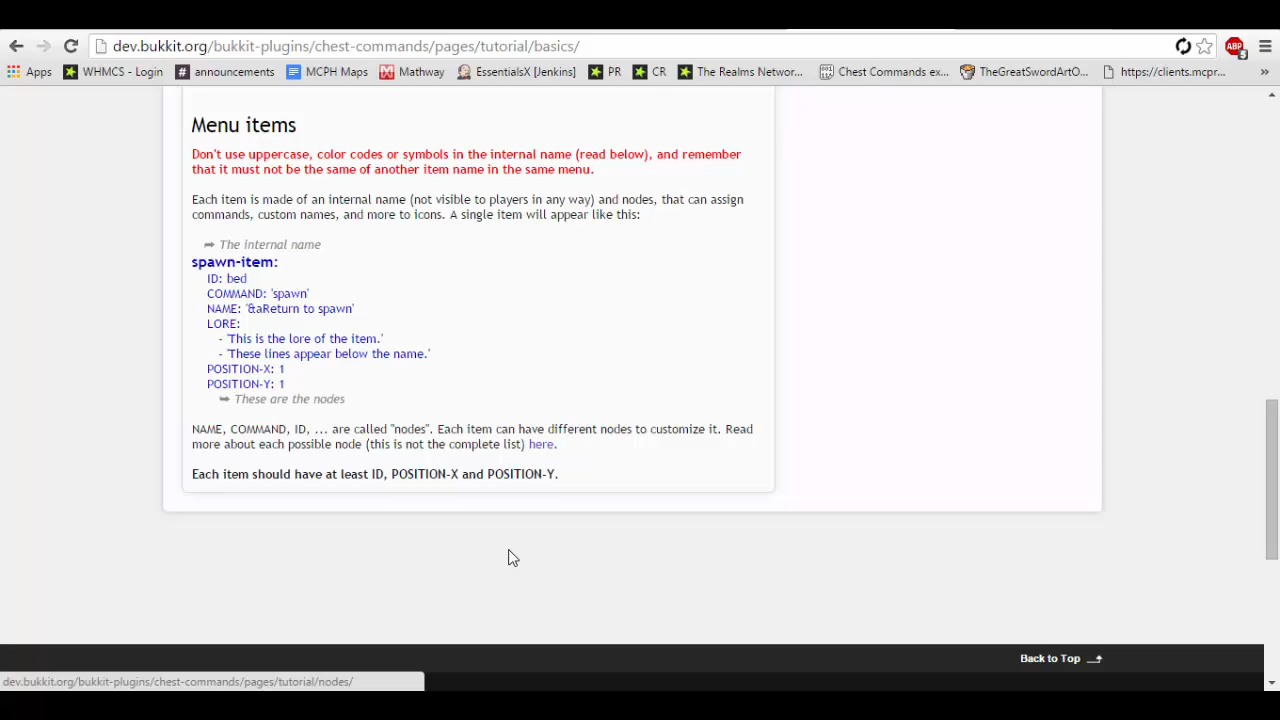 dev.bukkit.org/bukkit-plugins/chest-commands/pages/tutorial/basics/
ABP 5
Apps WHMCS - Login announcements MCPH Maps Mathway EssentialsX [Jenkins] PR CR The Realms Networ... Chest Commands ex... TheGreatSwordArtO... https://clients.mcpr... »
Menu items
Don't use uppercase, color codes or symbols in the internal name (read below), and remember
that it must not be the same of another item name in the same menu.
Each item is made of an internal name (not visible to players in any way) and nodes, that can assign
commands, custom names, and more to icons. A single item will appear like this:
➦ The internal name
spawn-item:
ID: bed
COMMAND: 'spawn'
NAME: '&aReturn to spawn'
LORE:
- 'This is the lore of the item.'
- 'These lines appear below the name.'
POSITION-X: 1
POSITION-Y: 1
➥ These are the nodes
NAME, COMMAND, ID, ... are called "nodes". Each item can have different nodes to customize it. Read
more about each possible node (this is not the complete list) here.
Each item should have at least ID, POSITION-X and POSITION-Y.
Back to Top
dev.bukkit.org/bukkit-plugins/chest-commands/pages/tutorial/nodes/